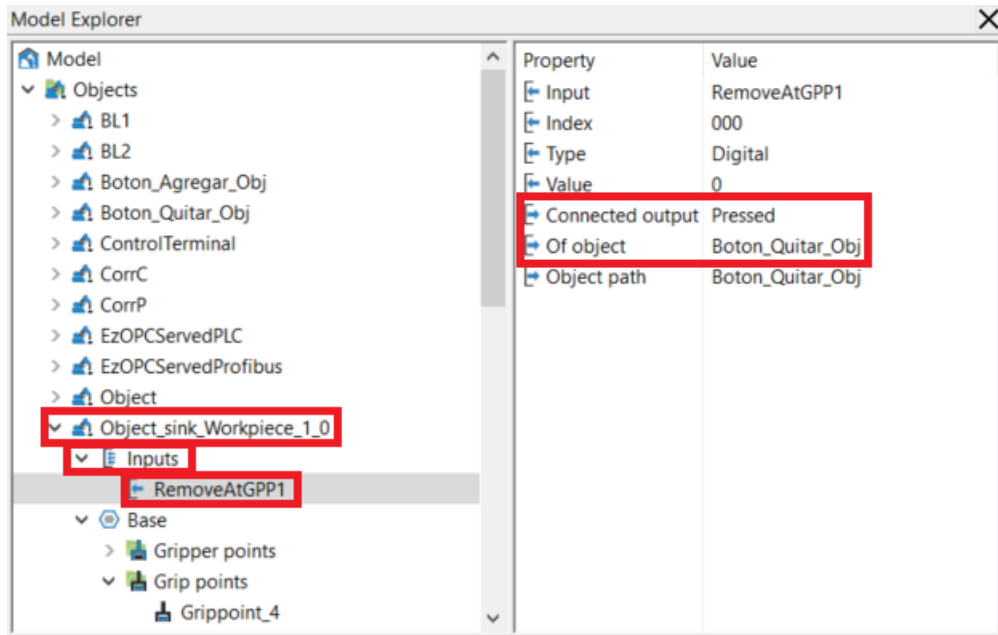 Model Explorer
Model
Objects
BL1
BL2
Boton_Agregar_Obj
Boton_Quitar_Obj
ControlTerminal
CorrC
CorrP
EzOPCServedPLC
EzOPCServedProfibus
Object
Object_sink_Workpiece_1_0
Inputs
RemoveAtGPP1
Base
Gripper points
Grip points
Grippoint_4
Property Value
Input RemoveAtGPP1
Index 000
Type Digital
Value 0
Connected output Pressed
Of object Boton_Quitar_Obj
Object path Boton_Quitar_Obj